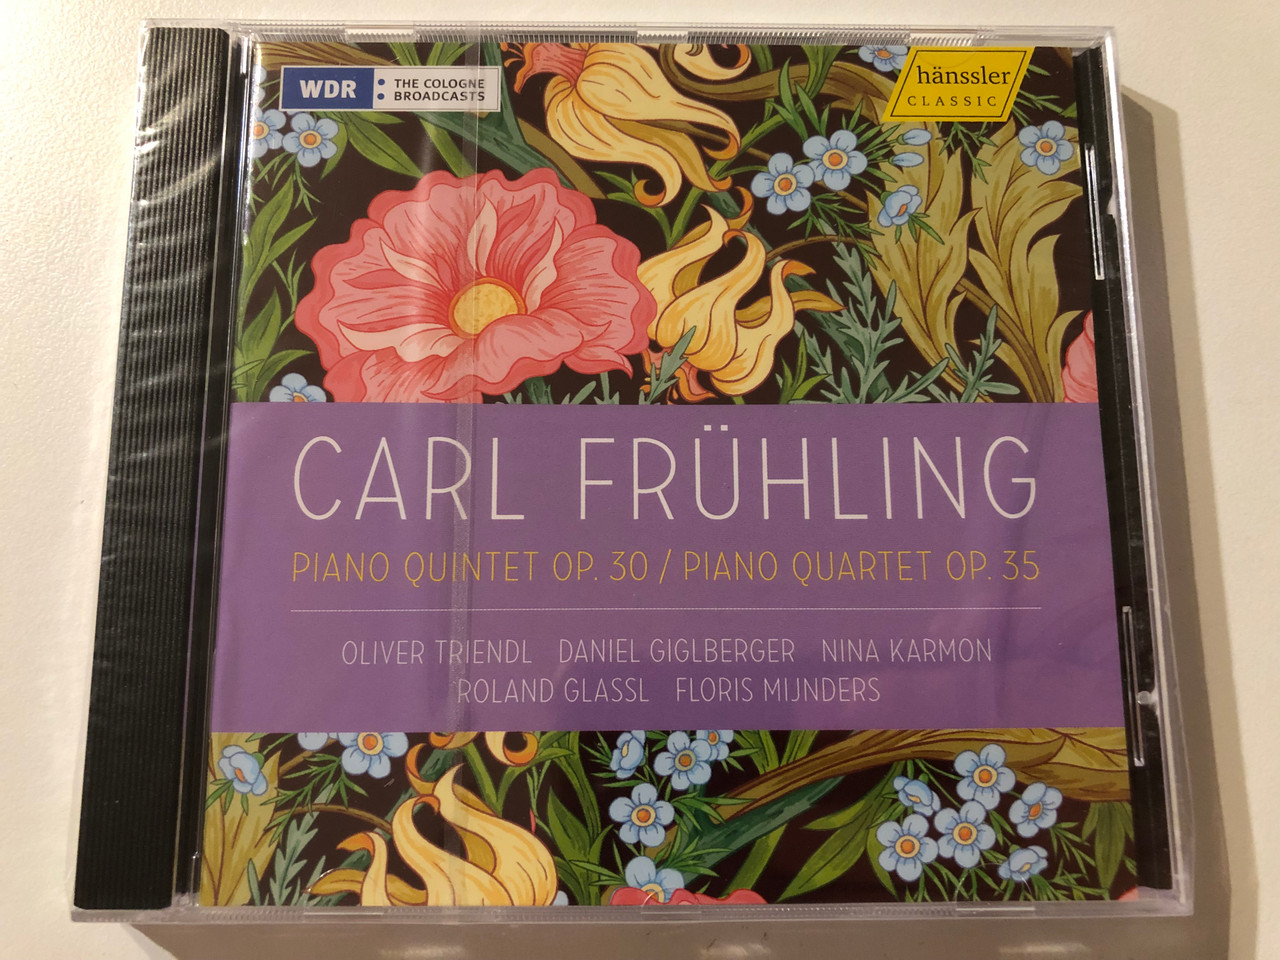 WDR THE COLOGNE
BROADCASTS
hänssler
CLASSIC
CARL FRÜHLING
PIANO QUINTET OP. 30 / PIANO QUARTET OP. 35
OLIVER TRIENDL DANIEL GIGLBERGER NINA KARMON
ROLAND GLASSL FLORIS MIJNDERS